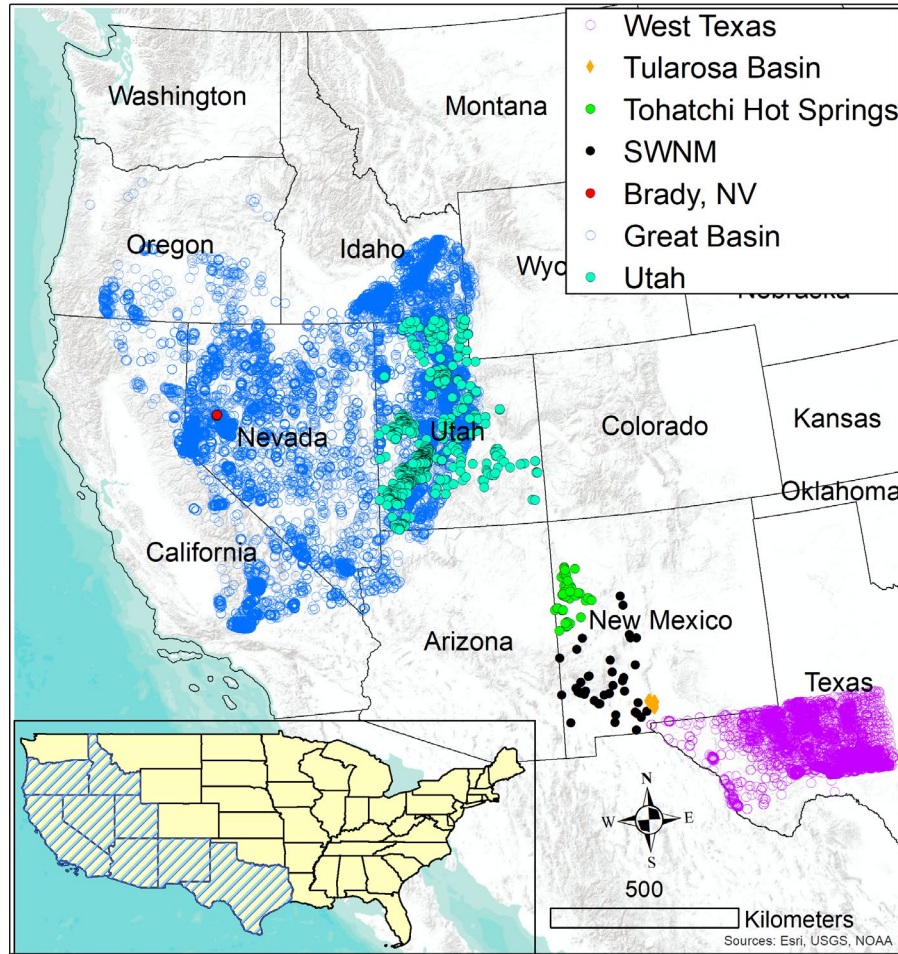 West Texas
Tularosa Basin
Tohatchi Hot Springs
SWNM
Brady, NV
Great Basin
Utah
Washington
Montana
Oregon
Idaho
Wyo
Nebraska
Nevada
Utah
Colorado
Kansas
Oklahoma
California
Arizona
New Mexico
Texas
N
W
E
S
500
Kilometers
Sources: Esri, USGS, NOAA